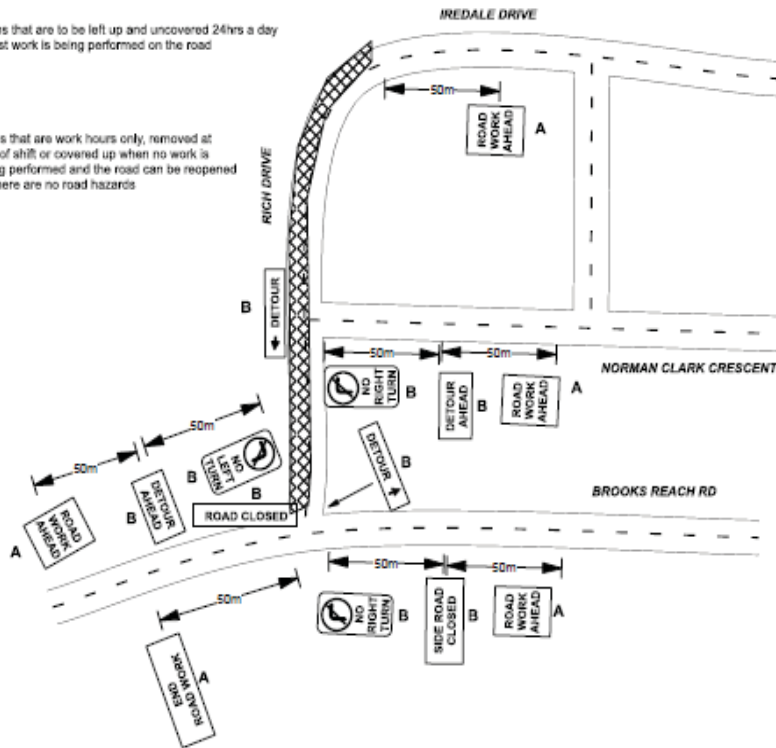 IREDALE DRIVE
es that are to be left up and uncovered 24hrs a day
st work is being performed on the road
50m
ROAD
WORK
AHEAD
A
s that are work hours only, removed at
of shift or covered up when no work is
g performed and the road can be reopened
here are no road hazards
RICH DRIVE
B
DETOUR
50m
50m
NORMAN CLARK CRESCENT
NO
RIGHT
TURN
B
DETOUR
AHEAD
B
ROAD
WORK
AHEAD
A
50m
50m
NO
LEFT
TURN
B
B
DETOUR
B
ROAD
WORK
AHEAD
A
DETOUR
AHEAD
B
ROAD CLOSED
BROOKS REACH RD
50m
50m
50m
NO
RIGHT
TURN
B
SIDE ROAD
CLOSED
B
ROAD
WORK
AHEAD
A
END
ROAD WORK
A